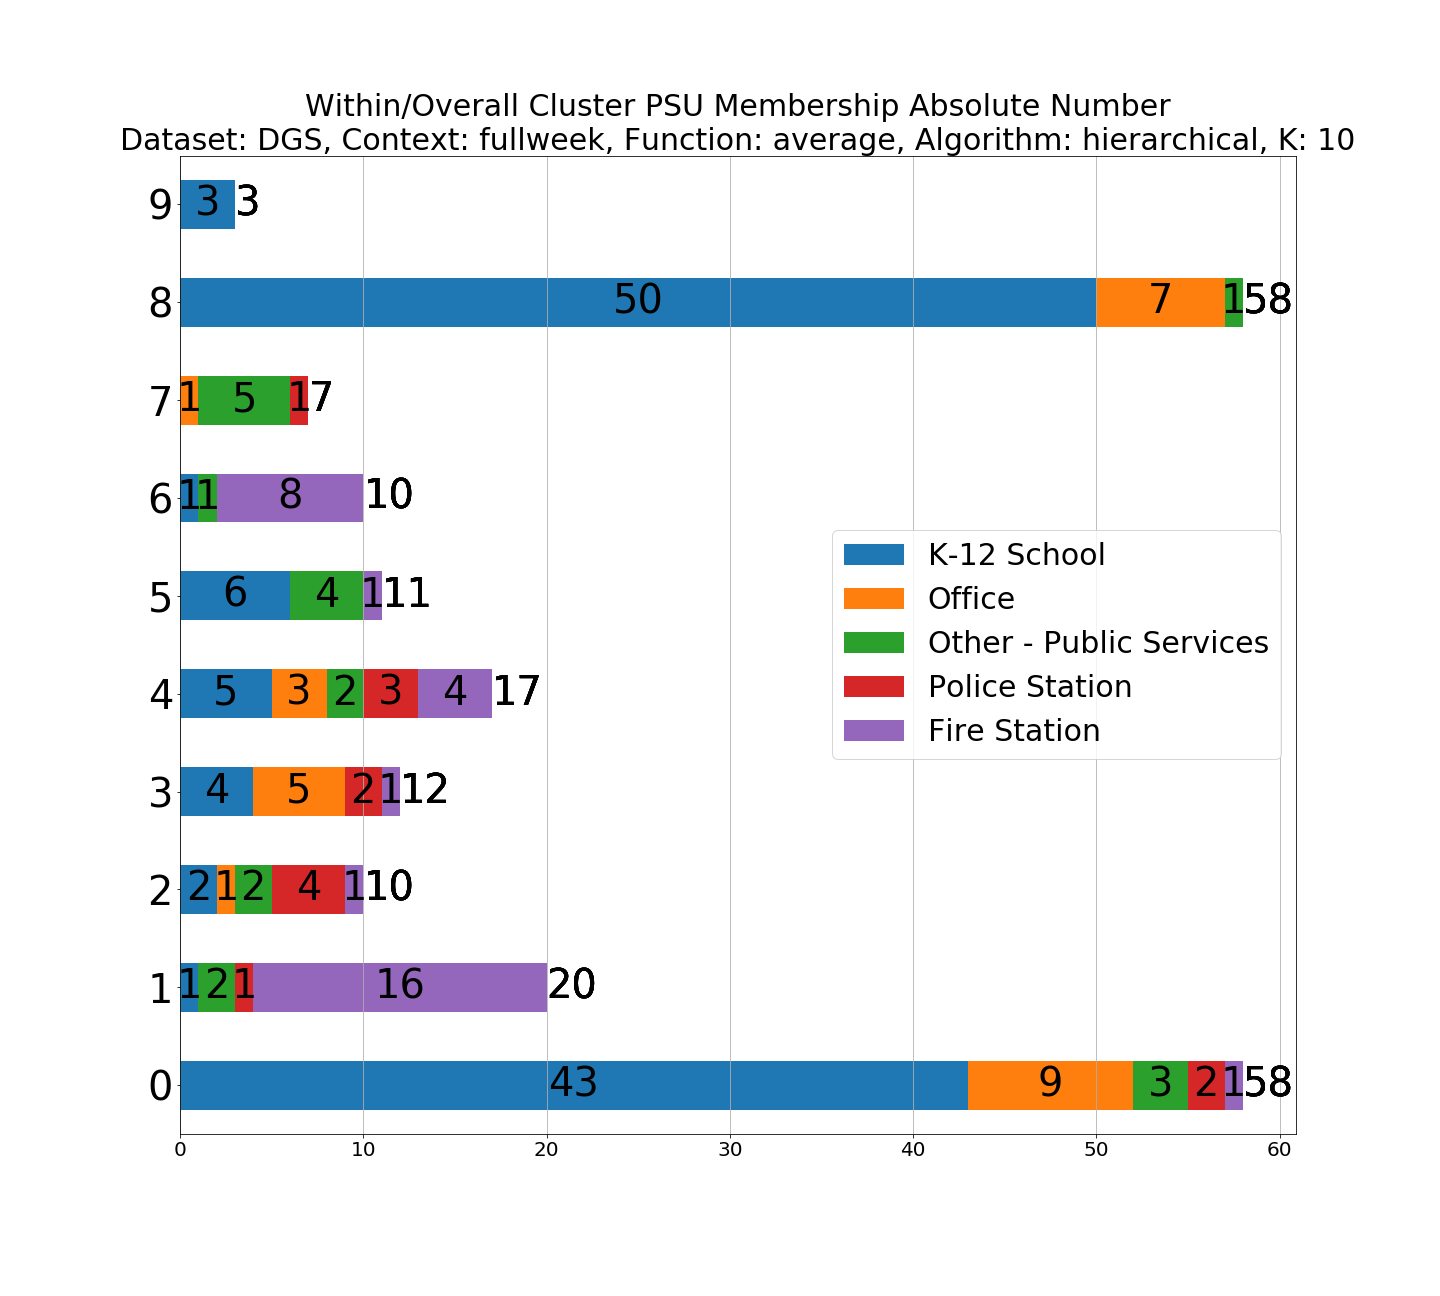 Within/Overall Cluster PSU Membership Absolute Number
Dataset: DGS, Context: fullweek, Function: average, Algorithm: hierarchical, K: 10
9 3 3
8 50 7 1 58
7 1 5 1 7
6 1 1 8 10
5 6 4 1 11
4 5 3 2 3 4 17
3 4 5 2 1 12
2 2 1 2 4 1 10
1 1 2 1 16 20
0 43 9 3 2 1 58
0 10 20 30 40 50 60
K-12 School
Office
Other - Public Services
Police Station
Fire Station